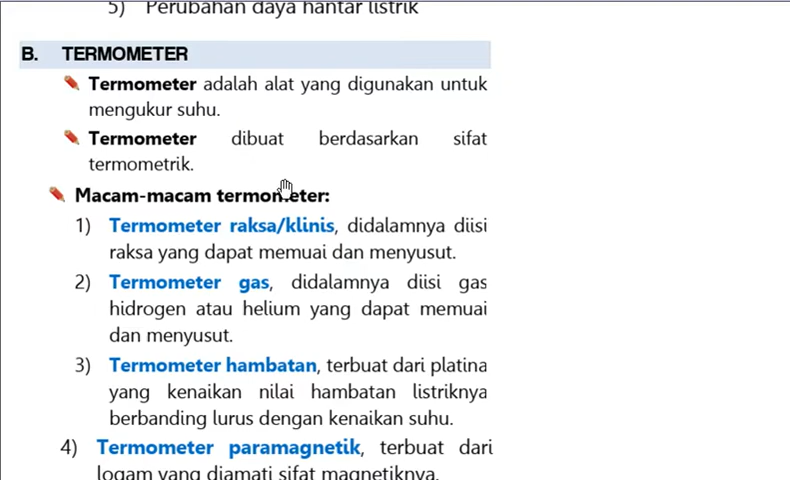 5) Perubahan daya hantar listrik
B. TERMOMETER
Termometer adalah alat yang digunakan untuk
mengukur suhu.
Termometer dibuat berdasarkan sifat
termometrik.
Macam-macam termometer:
1) Termometer raksa/klinis, didalamnya diisi
raksa yang dapat memuai dan menyusut.
2) Termometer gas, didalamnya diisi gas
hidrogen atau helium yang dapat memuai
dan menyusut.
3) Termometer hambatan, terbuat dari platina
yang kenaikan nilai hambatan listriknya
berbanding lurus dengan kenaikan suhu.
4) Termometer paramagnetik, terbuat dari
logam yang diamati sifat magnetiknya.